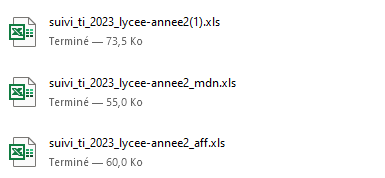 suivi_ti_2023_lycee-annee2(1).xls
Terminé — 73,5 Ko
suivi_ti_2023_lycee-annee2_mdn.xls
Terminé — 55,0 Ko
suivi_ti_2023_lycee-annee2_aff.xls
Terminé — 60,0 Ko